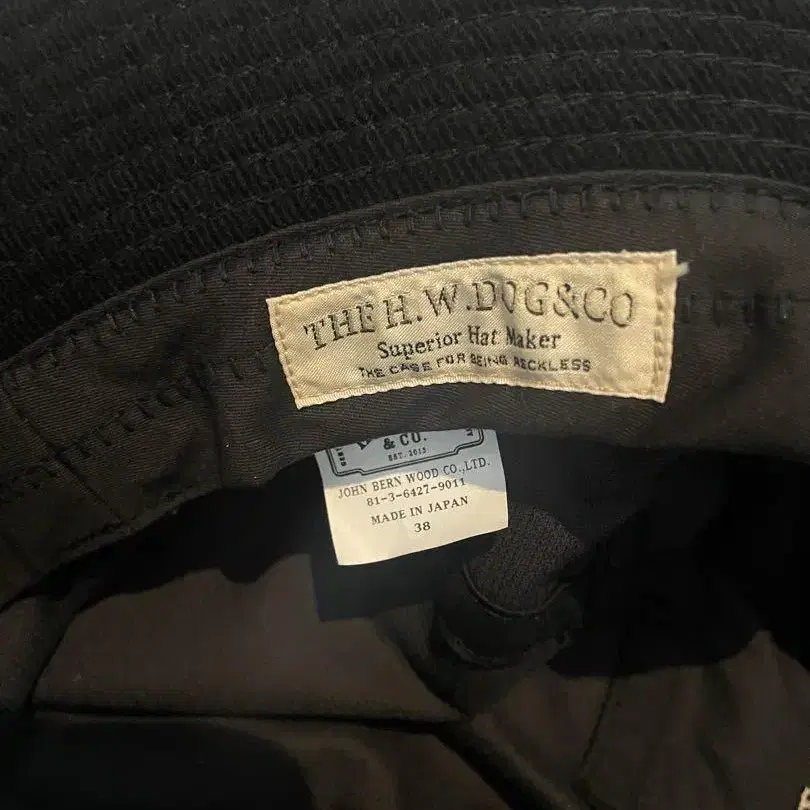 THE H.W.DOG&CO
Superior Hat Maker
THE CASE FOR BEING RECKLESS
& CO.
EST. 2015
JOHN BERN WOOD CO.,LTD.
81-3-6427-9011
MADE IN JAPAN
38